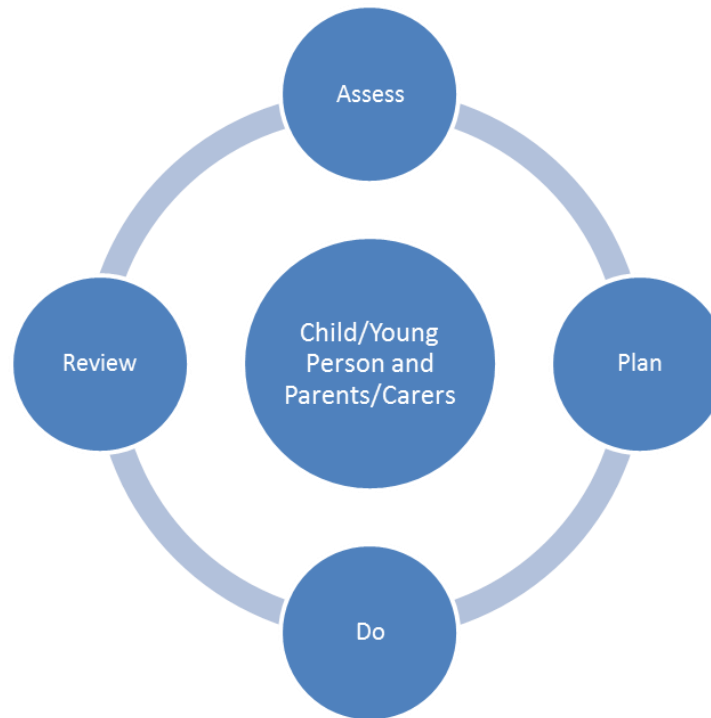 Assess
Child/Young
Person and
Parents/Carers
Review
Plan
Do